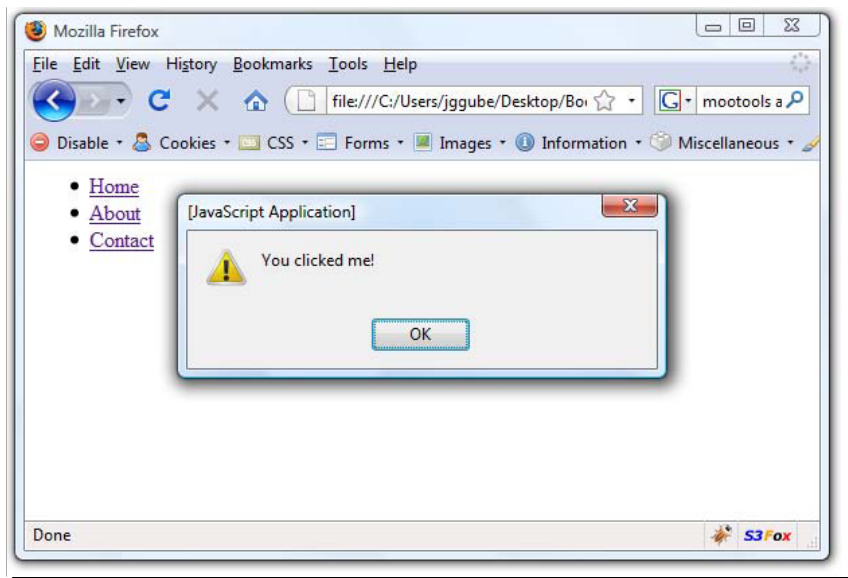 Mozilla Firefox
File Edit View History Bookmarks Tools Help
file:///C:/Users/jggube/Desktop/Bo G mootools a
Disable Cookies CSS Forms Images Information Miscellaneous
Home
About
Contact
[JavaScript Application]
You clicked me!
OK
Done
S3Fox